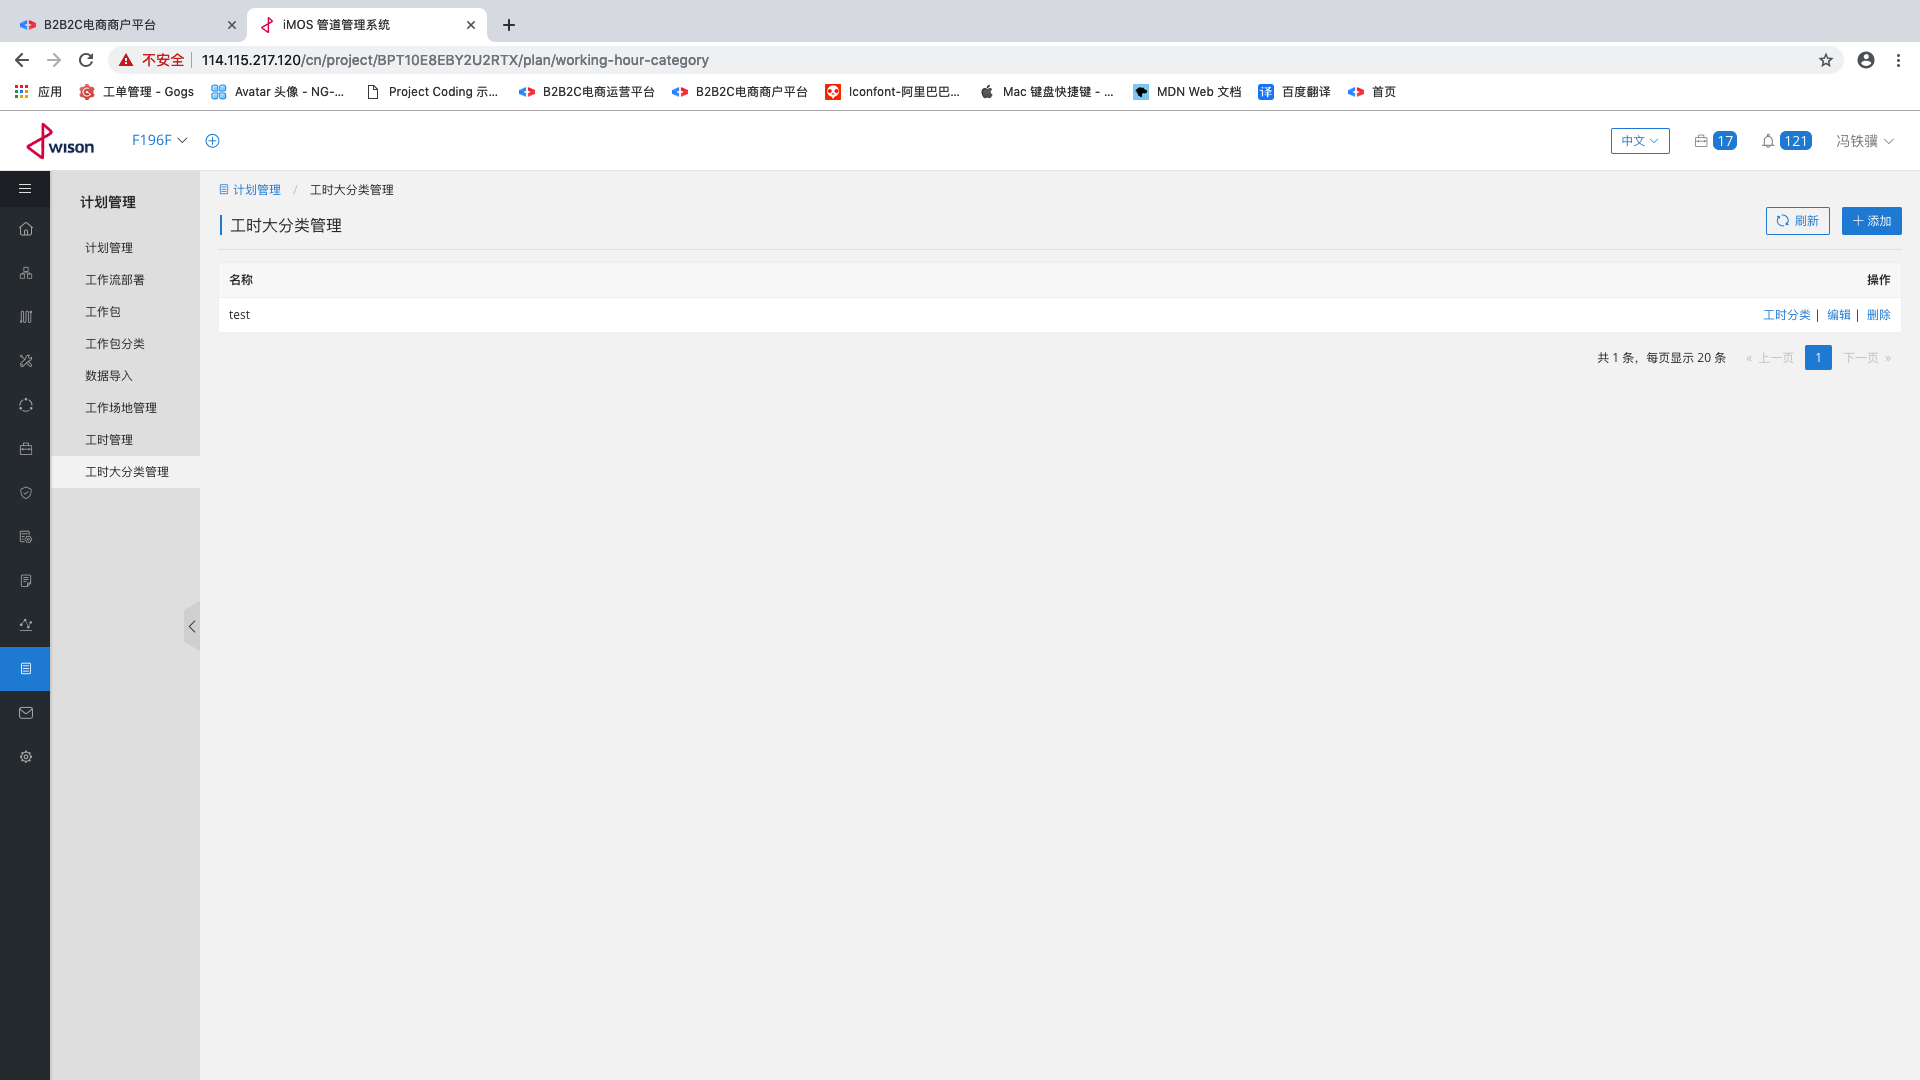 B2B2C电商商户平台
iMOS 管道管理系统
不安全
114.115.217.120/cn/project/BPT10E8EBY2U2RTX/plan/working-hour-category
应用
工单管理 - Gogs
Avatar 头像 - NG-...
Project Coding 示...
B2B2C电商运营平台
B2B2C电商商户平台
Iconfont-阿里巴巴...
Mac 键盘快捷键 - ...
MDN Web 文档
译 百度翻译
首页
wison
F196F
中文
17
121
冯铁骥
计划管理
计划管理
工作流部署
工作包
工作包分类
数据导入
工作场地管理
工时管理
工时大分类管理
计划管理 / 工时大分类管理
工时大分类管理
刷新
添加
名称 操作
test 工时分类 | 编辑 | 删除
共 1 条，每页显示 20 条 « 上一页 1 下一页 »